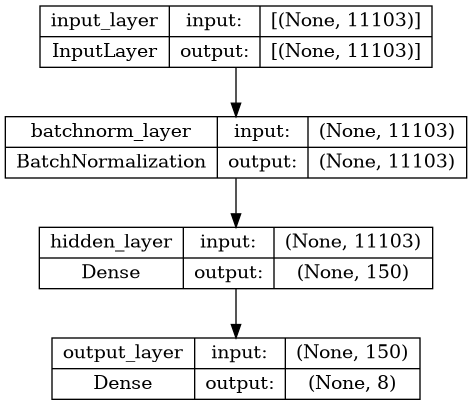 input_layer input: [(None, 11103)]
InputLayer output: [(None, 11103)]
batchnorm_layer input: (None, 11103)
BatchNormalization output: (None, 11103)
hidden_layer input: (None, 11103)
Dense output: (None, 150)
output_layer input: (None, 150)
Dense output: (None, 8)